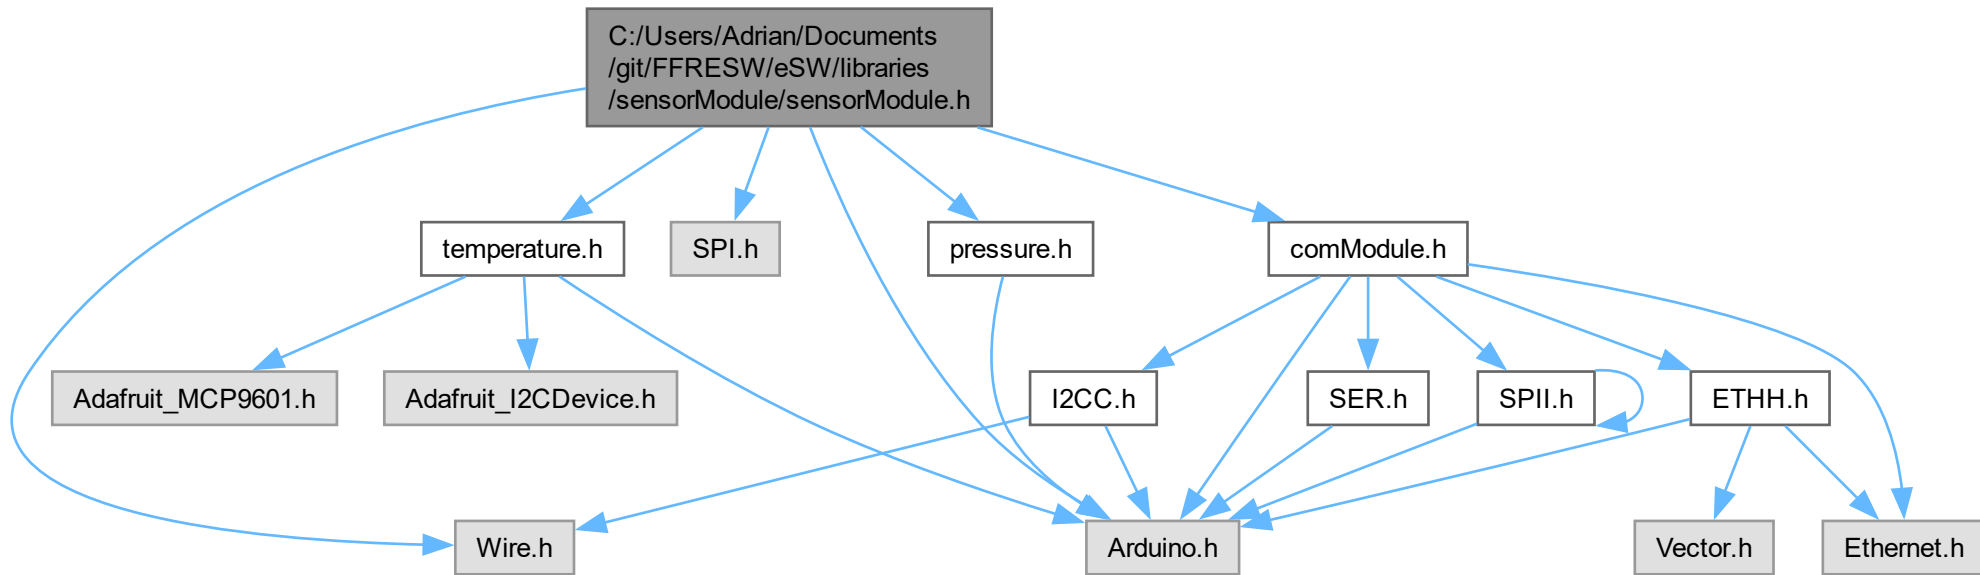 C:/Users/Adrian/Documents
/git/FFRESW/eSW/libraries
/sensorModule/sensorModule.h
temperature.h
SPI.h
pressure.h
comModule.h
Adafruit_MCP9601.h
Adafruit_I2CDevice.h
I2CC.h
SER.h
SPII.h
ETHH.h
Wire.h
Arduino.h
Vector.h
Ethernet.h